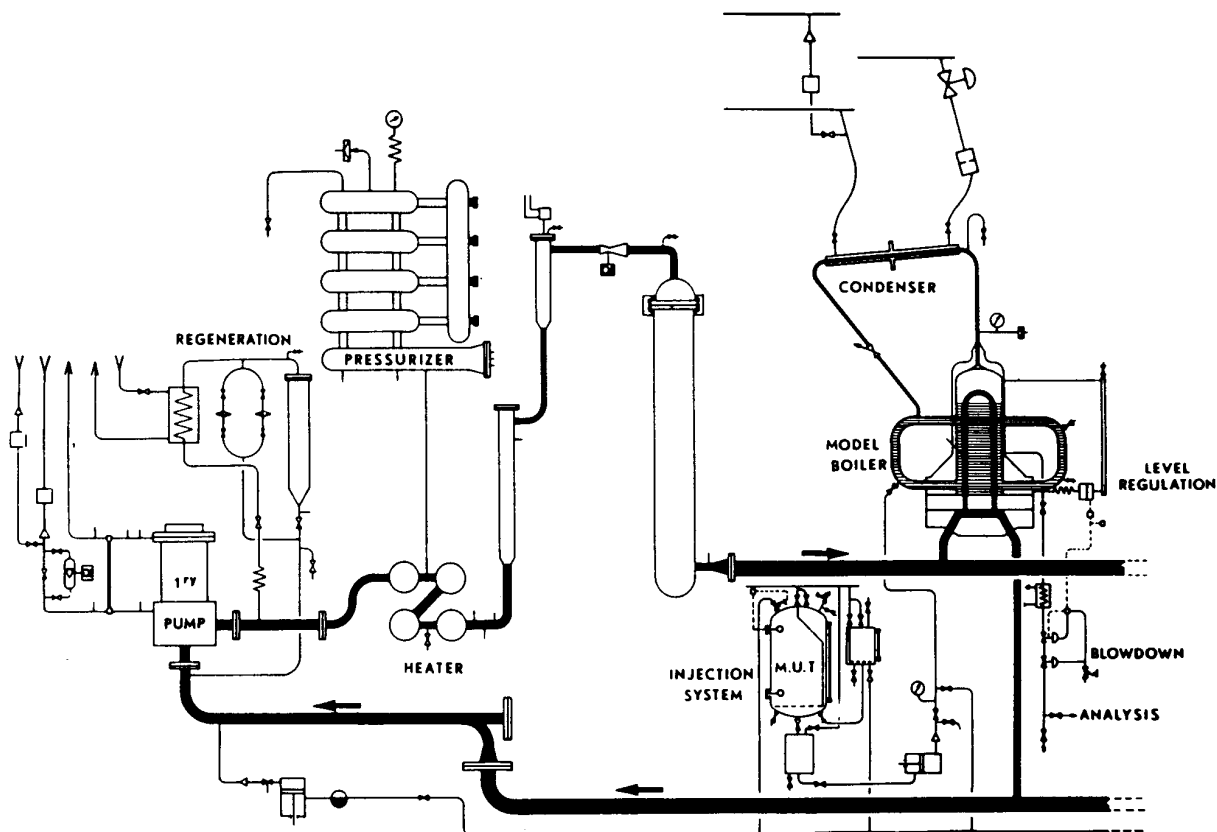 CONDENSER
REGENERATION
PRESSURIZER
MODEL
BOILER
LEVEL
REGULATION
1ry
PUMP
HEATER
INJECTION
SYSTEM
M.U.T
BLOWDOWN
ANALYSIS